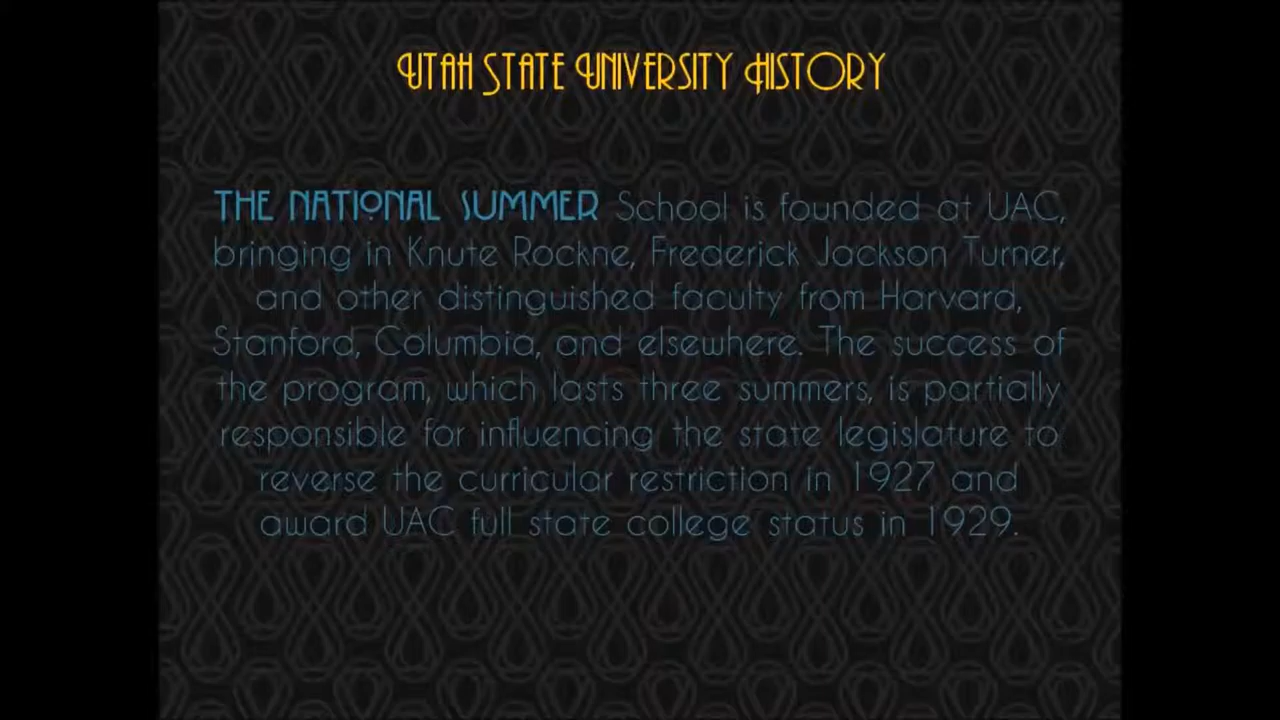 UTAH STATE UNIVERSITY HISTORY
THE NATIONAL SUMMER School is founded at UAC,
bringing in Knute Rockne, Frederick Jackson Turner,
and other distinguished faculty from Harvard,
Stanford, Columbia, and elsewhere. The success of
the program, which lasts three summers, is partially
responsible for influencing the state legislature to
reverse the curricular restriction in 1927 and
award UAC full state college status in 1929.